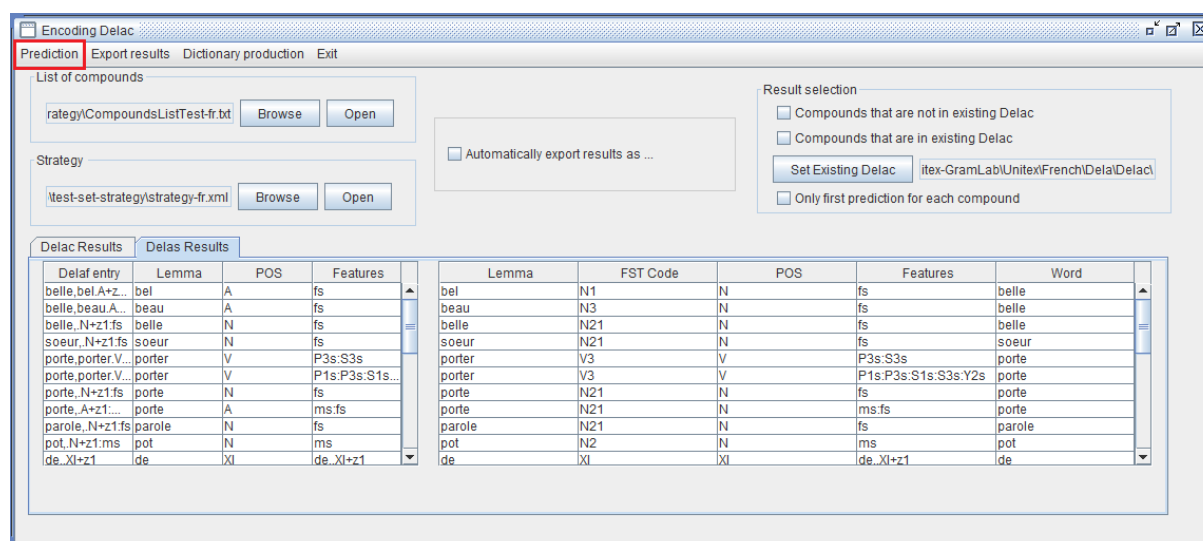 Encoding Delac
Prediction Export results Dictionary production Exit
List of compounds
rategy\CompoundsListTest-fr.txt Browse Open
Strategy
\test-set-strategy\strategy-fr.xml Browse Open
Automatically export results as ...
Result selection
Compounds that are not in existing Delac
Compounds that are in existing Delac
Set Existing Delac itex-GramLab\Unitex\French\Dela\Delac\
Only first prediction for each compound
Delac Results Delas Results
Delaf entry Lemma POS Features Lemma FST Code POS Features Word
belle,bel.A+z... bel A fs bel N1 N fs belle
belle,beau.A... beau A fs beau N3 N fs belle
belle,.N+z1:fs belle N fs belle N21 N fs belle
soeur,.N+z1:fs soeur N fs soeur N21 N fs soeur
porte,porter.V... porter V P3s:S3s porter V3 V P3s:S3s porte
porte,porter.V... porter V P1s:P3s:S1s... porter V3 V P1s:P3s:S1s:S3s:Y2s porte
porte,.N+z1:fs porte N fs porte N21 N fs porte
porte,.A+z1:... porte A ms:fs porte N21 N ms:fs porte
parole,.N+z1:fs parole N fs parole N21 N fs parole
pot,.N+z1:ms pot N ms pot N2 N ms pot
de,.XI+z1 de XI de,.XI+z1 de XI XI de,.XI+z1 de